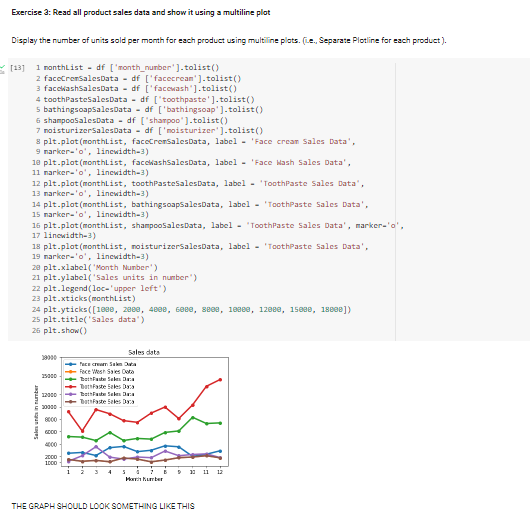 Exercise 3: Read all product sales data and show it using a multiline plot
Display the number of units sold per month for each product using multiline plots. (i.e., Separate Plotline for each product ).
[13] 1 monthList = df ['month_number'].tolist()
2 faceCremSalesData = df ['facecream'].tolist()
3 faceWashSalesData = df ['facewash'].tolist()
4 toothPasteSalesData = df ['toothpaste'].tolist()
5 bathingsoapSalesData = df ['bathingsoap'].tolist()
6 shampooSalesData = df ['shampoo'].tolist()
7 moisturizerSalesData = df ['moisturizer'].tolist()
8 plt.plot(monthList, faceCremSalesData, label = 'Face cream Sales Data',
9 marker='o', linewidth=3)
10 plt.plot(monthList, faceWashSalesData, label = 'Face Wash Sales Data',
11 marker='o', linewidth=3)
12 plt.plot(monthList, toothPasteSalesData, label = 'ToothPaste Sales Data',
13 marker='o', linewidth=3)
14 plt.plot(monthList, bathingsoapSalesData, label = 'ToothPaste Sales Data',
15 marker='o', linewidth=3)
16 plt.plot(monthList, shampooSalesData, label = 'ToothPaste Sales Data', marker='o',
17 linewidth=3)
18 plt.plot(monthList, moisturizerSalesData, label = 'ToothPaste Sales Data',
19 marker='o', linewidth=3)
20 plt.xlabel('Month Number')
21 plt.ylabel('Sales units in number')
22 plt.legend(loc='upper left')
23 plt.xticks(monthList)
24 plt.yticks([1000, 2000, 4000, 6000, 8000, 10000, 12000, 15000, 18000])
25 plt.title('Sales data')
26 plt.show()
Sales data
Face cream Sales Data
Face Wash Sales Data
ToothPaste Sales Data
ToothPaste Sales Data
ToothPaste Sales Data
ToothPaste Sales Data
18000
15000
12000
10000
8000
6000
4000
2000
1000
Sales units in number
1 2 3 4 5 6 7 8 9 10 11 12
Month Number
THE GRAPH SHOULD LOOK SOMETHING LIKE THIS